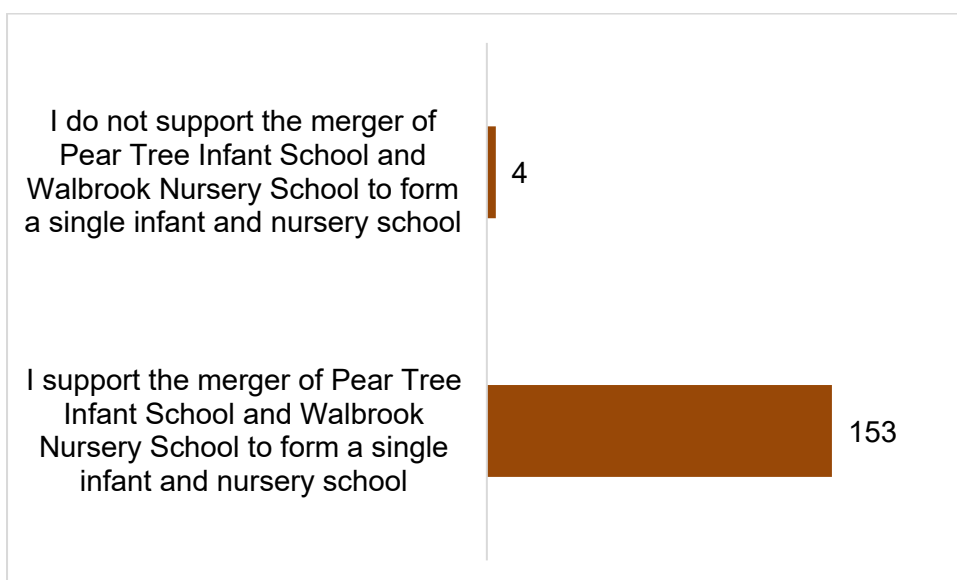 I do not support the merger of
Pear Tree Infant School and
Walbrook Nursery School to form
a single infant and nursery school
4
I support the merger of Pear Tree
Infant School and Walbrook
Nursery School to form a single
infant and nursery school
153